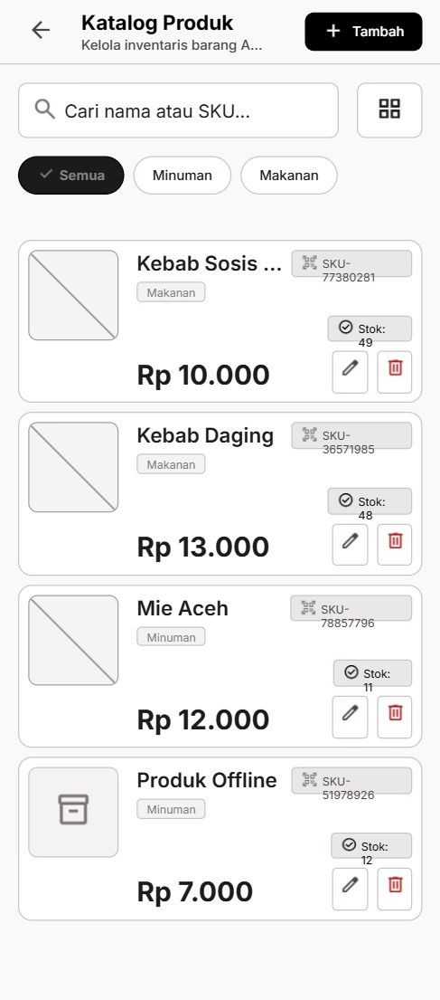 Katalog Produk
Kelola inventaris barang A...
Tambah
Cari nama atau SKU...
Semua
Minuman
Makanan
Kebab Sosis ...
SKU-
77380281
Makanan
Stok:
49
Rp 10.000
Kebab Daging
SKU-
36571985
Makanan
Stok:
48
Rp 13.000
Mie Aceh
SKU-
78857796
Minuman
Stok:
11
Rp 12.000
Produk Offline
SKU-
51978926
Minuman
Stok:
12
Rp 7.000